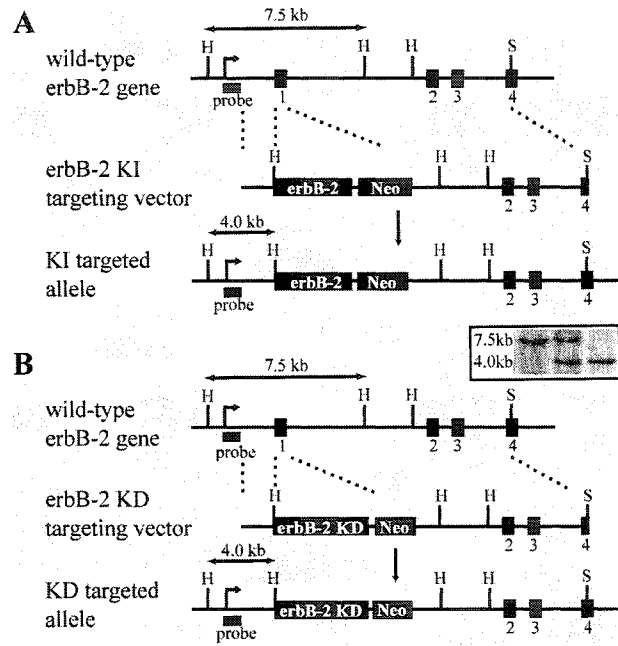 A
7.5 kb
H H H S
wild-type
erbB-2 gene
probe 1 2 3 4
H H H S
erbB-2 KI
targeting vector
erbB-2 Neo
2 3 4
4.0 kb
H H H H S
KI targeted
allele
erbB-2 Neo
probe 2 3 4
7.5kb
4.0kb
B
7.5 kb
H H H S
wild-type
erbB-2 gene
probe 1 2 3 4
H H H S
erbB-2 KD
targeting vector
erbB-2 KD Neo
2 3 4
4.0 kb
H H H H S
KD targeted
allele
erbB-2 KD Neo
probe 2 3 4